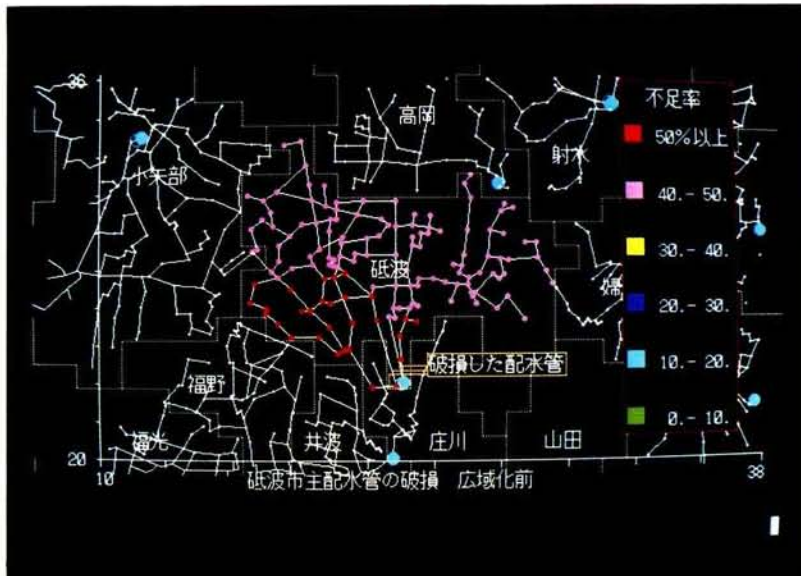 36
不足率
高岡
50%以上
射水
小矢部
40.- 50.
30.- 40.
砺波
20.- 30.
破損した配水管
10.- 20.
福野
福光
井波
庄川
山田
0.- 10.
20
10
38
砺波市主配水管の破損 広域化前